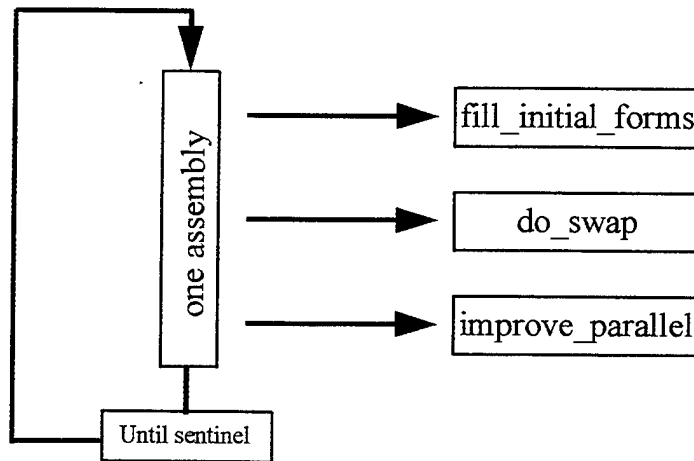 one assembly
fill_initial_forms
do_swap
improve_parallel
Until sentinel